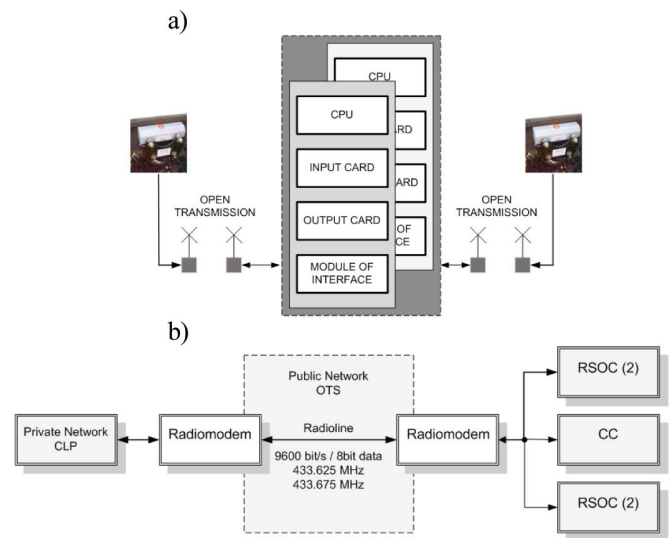 a)
CPU
CPU
ARD
INPUT CARD
ARD
OUTPUT CARD
OF
CE
MODULE OF
INTERFACE
OPEN
TRANSMISSION
OPEN
TRANSMISSION
b)
Public Network
OTS
Private Network
CLP
Radiomodem
Radioline
9600 bit/s / 8bit data
433.625 MHz
433.675 MHz
Radiomodem
RSOC (2)
CC
RSOC (2)